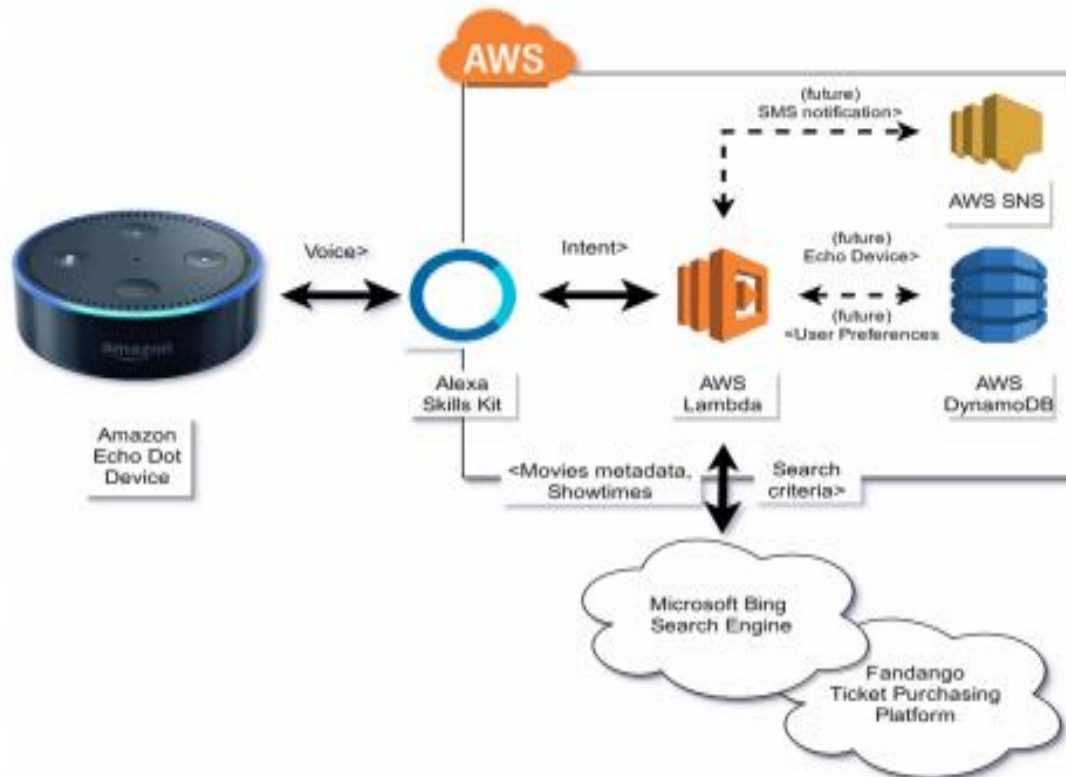 AWS
(future)
SMS notification>
AWS SNS
Voice>
Intent>
(future)
Echo Device>
(future)
<User Preferences
amazon
Alexa
Skills Kit
AWS
Lambda
AWS
DynamoDB
Amazon
Echo Dot
Device
<Movies metadata,
Showtimes
Search
criteria>
Microsoft Bing
Search Engine
Fandango
Ticket Purchasing
Platform